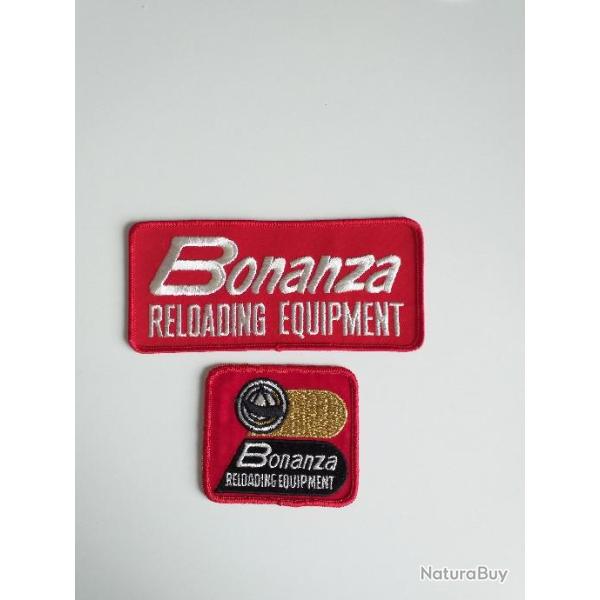 Bonanza
RELOADING EQUIPMENT
Bonanza
RELOADING EQUIPMENT
NaturaBuy